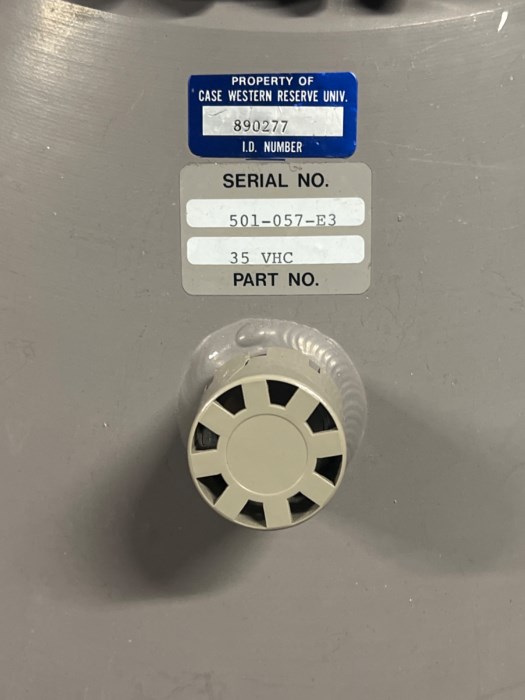 PROPERTY OF
CASE WESTERN RESERVE UNIV.
890277
I.D. NUMBER
SERIAL NO.
501-057-E3
35 VHC
PART NO.